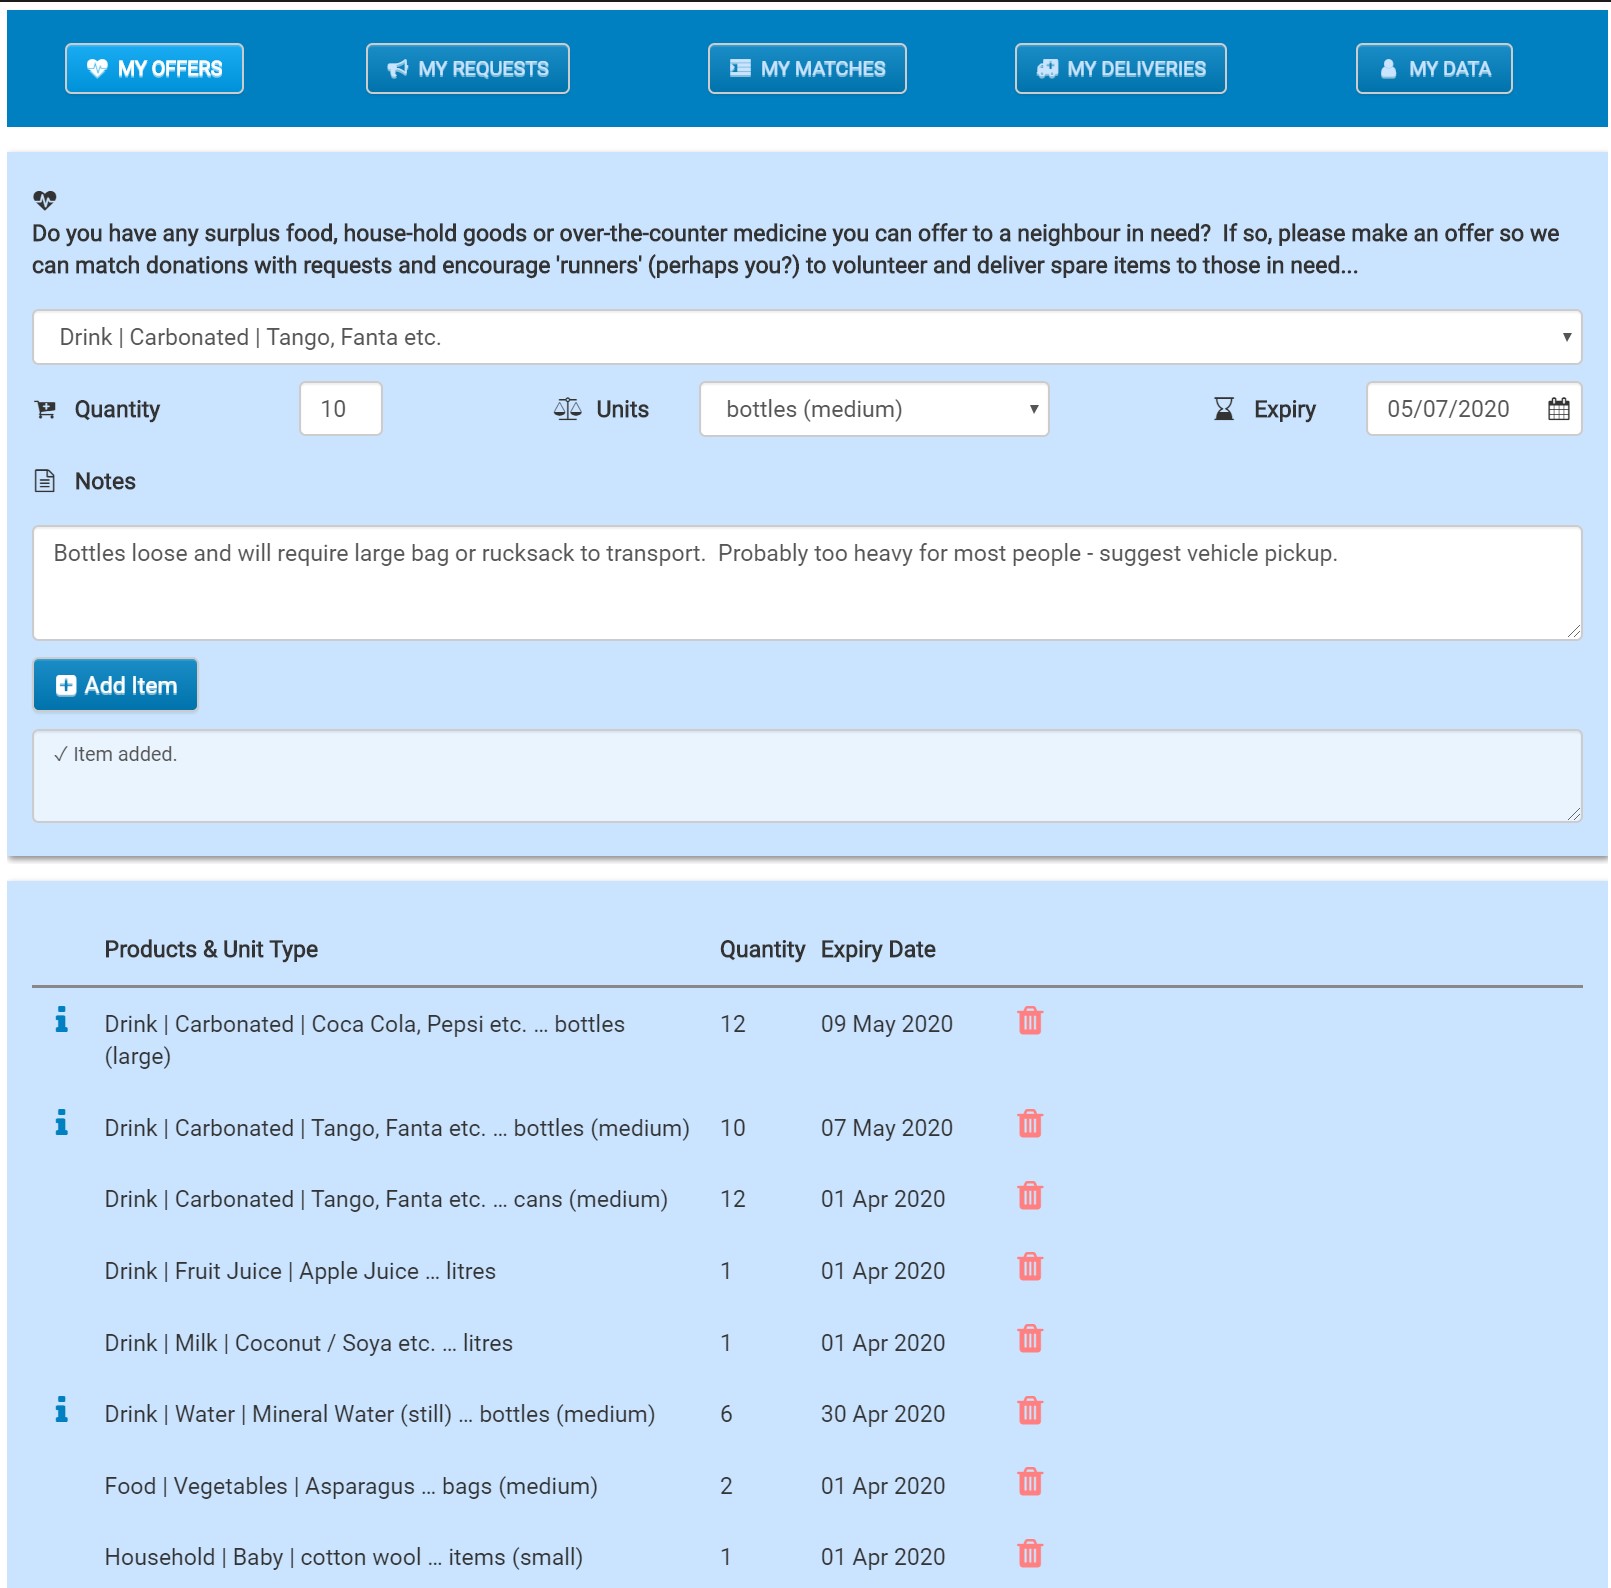 MY OFFERS MY REQUESTS MY MATCHES MY DELIVERIES MY DATA
Do you have any surplus food, house-hold goods or over-the-counter medicine you can offer to a neighbour in need?  If so, please make an offer so we
can match donations with requests and encourage 'runners' (perhaps you?) to volunteer and deliver spare items to those in need...
Drink | Carbonated | Tango, Fanta etc.
Quantity 10 Units bottles (medium) Expiry 05/07/2020
Notes
Bottles loose and will require large bag or rucksack to transport.  Probably too heavy for most people - suggest vehicle pickup.
Add Item
✓ Item added.
Products & Unit Type Quantity Expiry Date
Drink | Carbonated | Coca Cola, Pepsi etc. ... bottles 12 09 May 2020
(large)
Drink | Carbonated | Tango, Fanta etc. ... bottles (medium) 10 07 May 2020
Drink | Carbonated | Tango, Fanta etc. ... cans (medium) 12 01 Apr 2020
Drink | Fruit Juice | Apple Juice ... litres 1 01 Apr 2020
Drink | Milk | Coconut / Soya etc. ... litres 1 01 Apr 2020
Drink | Water | Mineral Water (still) ... bottles (medium) 6 30 Apr 2020
Food | Vegetables | Asparagus ... bags (medium) 2 01 Apr 2020
Household | Baby | cotton wool ... items (small) 1 01 Apr 2020